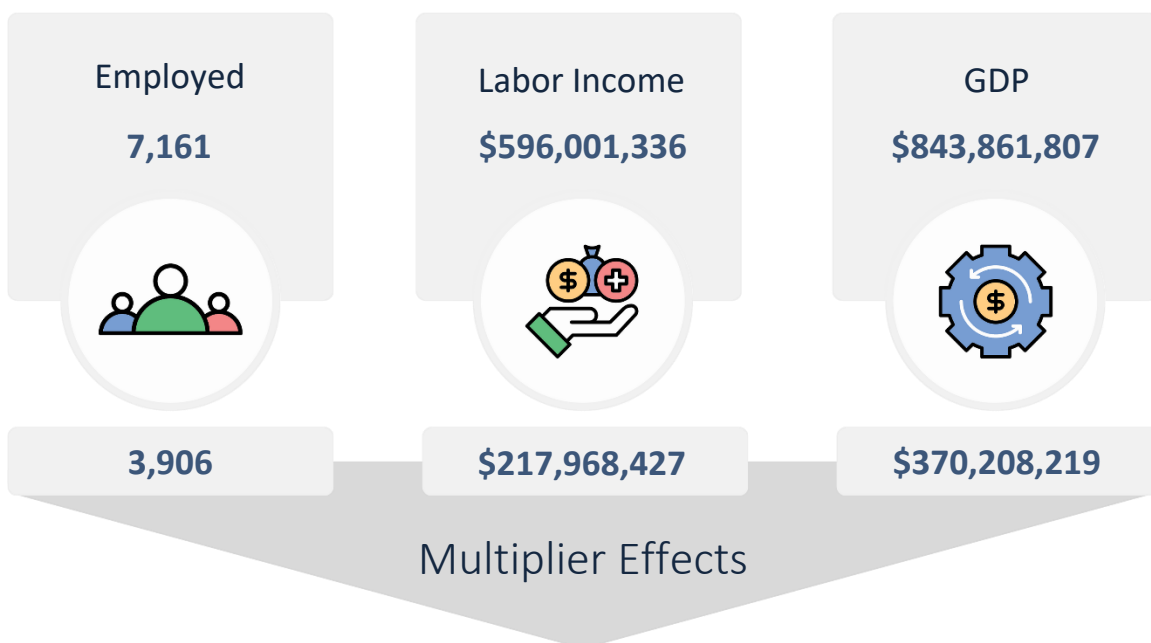 Employed
7,161
Labor Income
$596,001,336
GDP
$843,861,807
$
$
3,906
$217,968,427
$370,208,219
Multiplier Effects